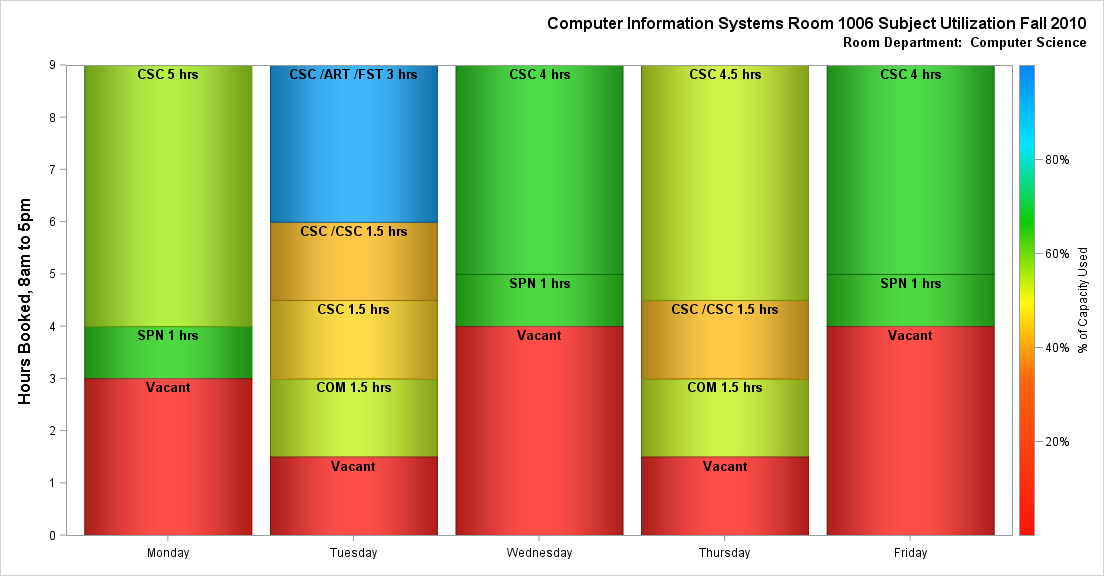 Computer Information Systems Room 1006 Subject Utilization Fall 2010
Room Department:  Computer Science
Hours Booked, 8am to 5pm
9
8
7
6
5
4
3
2
1
0
CSC 5 hrs
SPN 1 hrs
Vacant
CSC /ART /FST 3 hrs
CSC /CSC 1.5 hrs
CSC 1.5 hrs
COM 1.5 hrs
Vacant
CSC 4 hrs
SPN 1 hrs
Vacant
CSC 4.5 hrs
CSC /CSC 1.5 hrs
COM 1.5 hrs
Vacant
CSC 4 hrs
SPN 1 hrs
Vacant
Monday
Tuesday
Wednesday
Thursday
Friday
80%
60%
40%
20%
% of Capacity Used